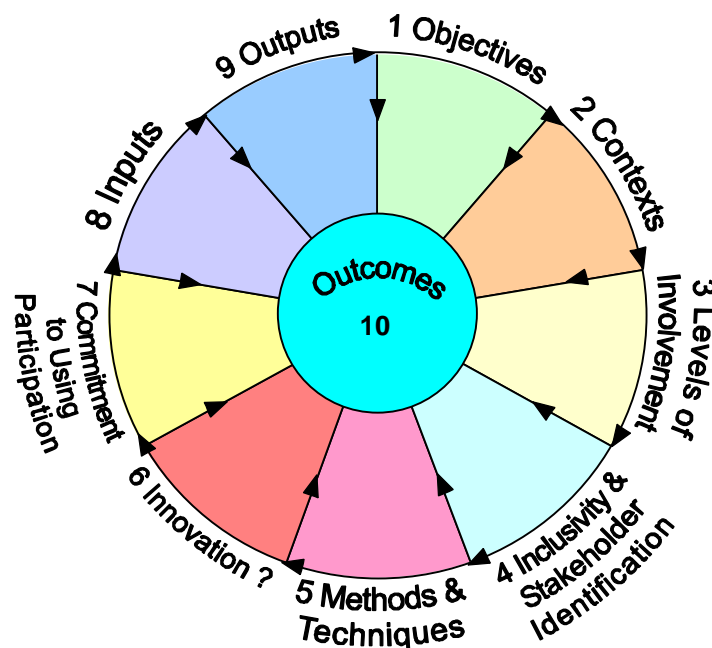 1 Objectives
2 Contexts
3 Levels of
Involvement
4 Inclusivity &
Stakeholder
Identification
5 Methods &
Techniques
6 Innovation ?
7 Commitment
to Using
Participation
8 Inputs
9 Outputs
Outcomes
10